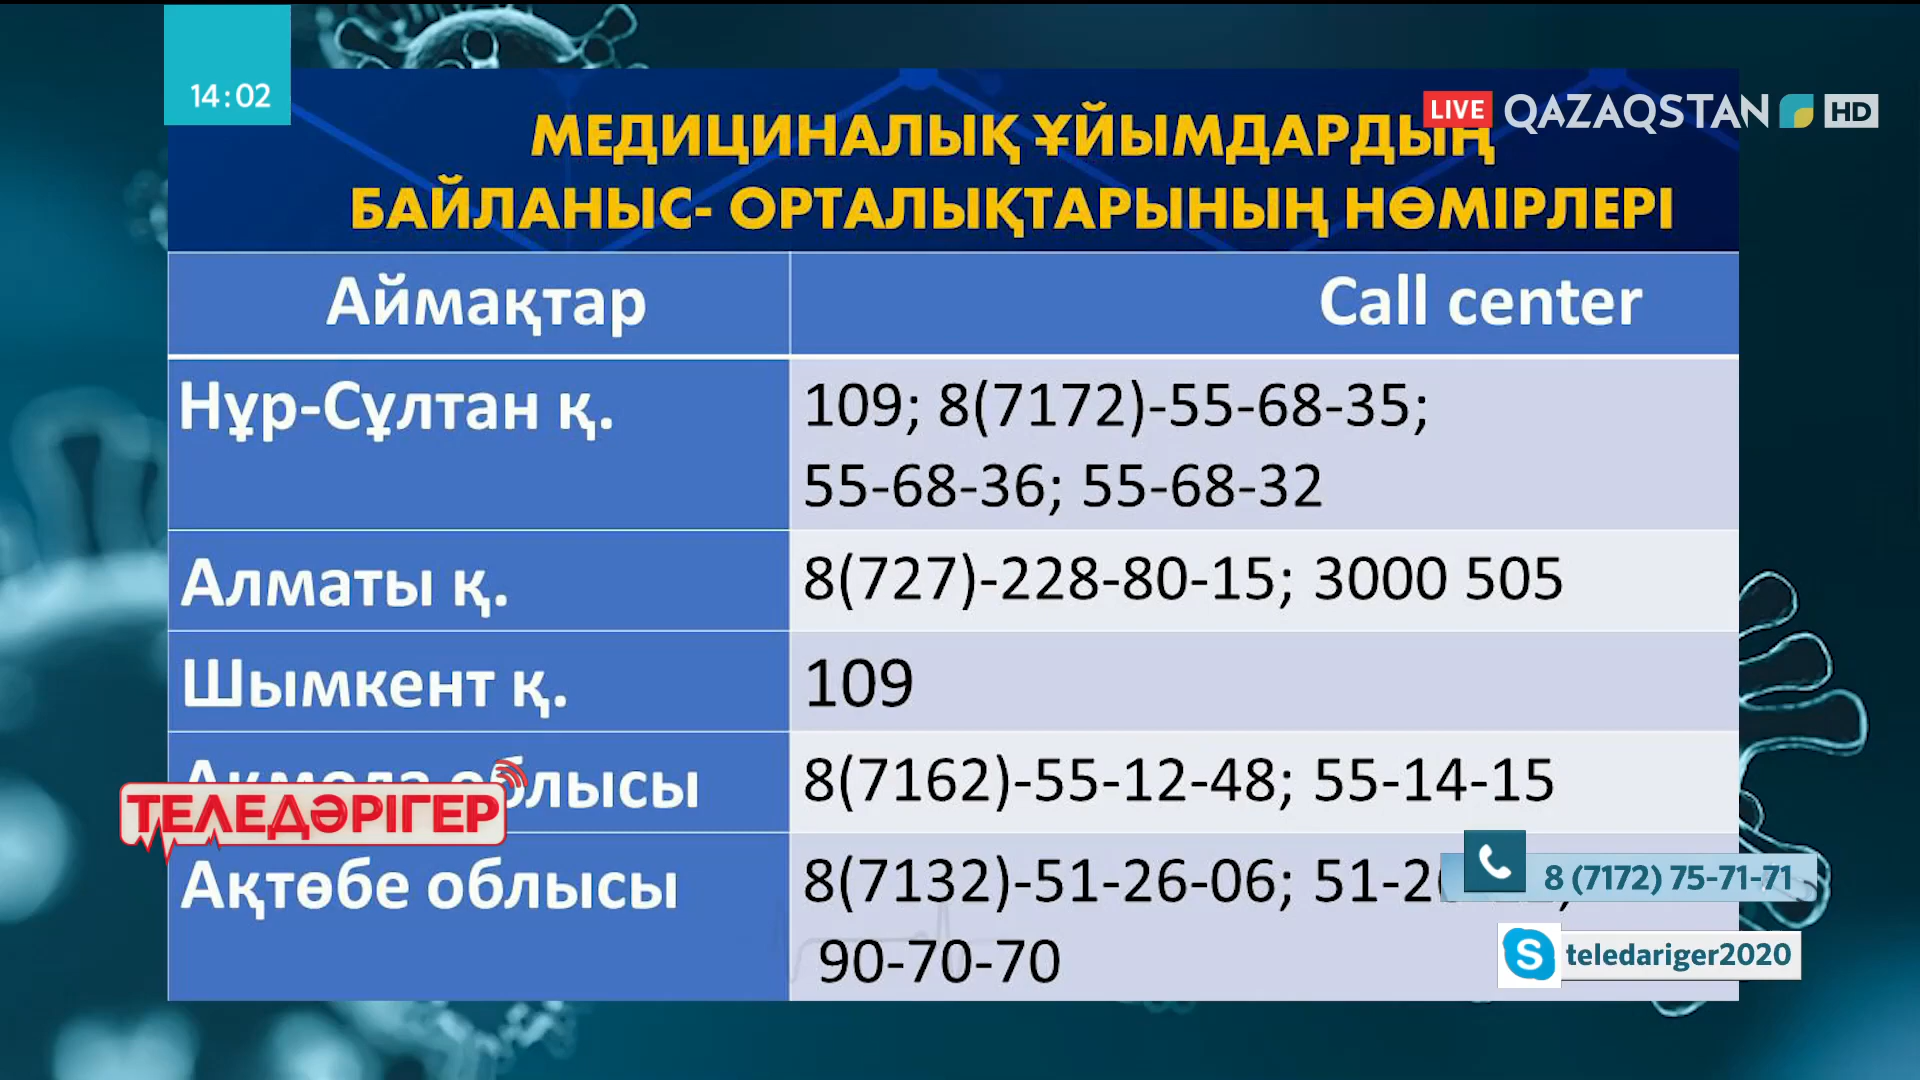 14:02
LIVE QAZAQSTAN HD
МЕДИЦИНАЛЫҚ ҰЙЫМДАРДЫҢ
БАЙЛАНЫС- ОРТАЛЫҚТАРЫНЫҢ НӨМІРЛЕРІ
Аймақтар Call center
Нұр-Сұлтан қ. 109; 8(7172)-55-68-35;
55-68-36; 55-68-32
Алматы қ. 8(727)-228-80-15; 3000 505
Шымкент қ. 109
облысы 8(7162)-55-12-48; 55-14-15
ТЕЛЕДӘРІГЕР
Ақтөбе облысы 8(7132)-51-26-06;
90-70-70
8 (7172) 75-71-71
teledariger2020